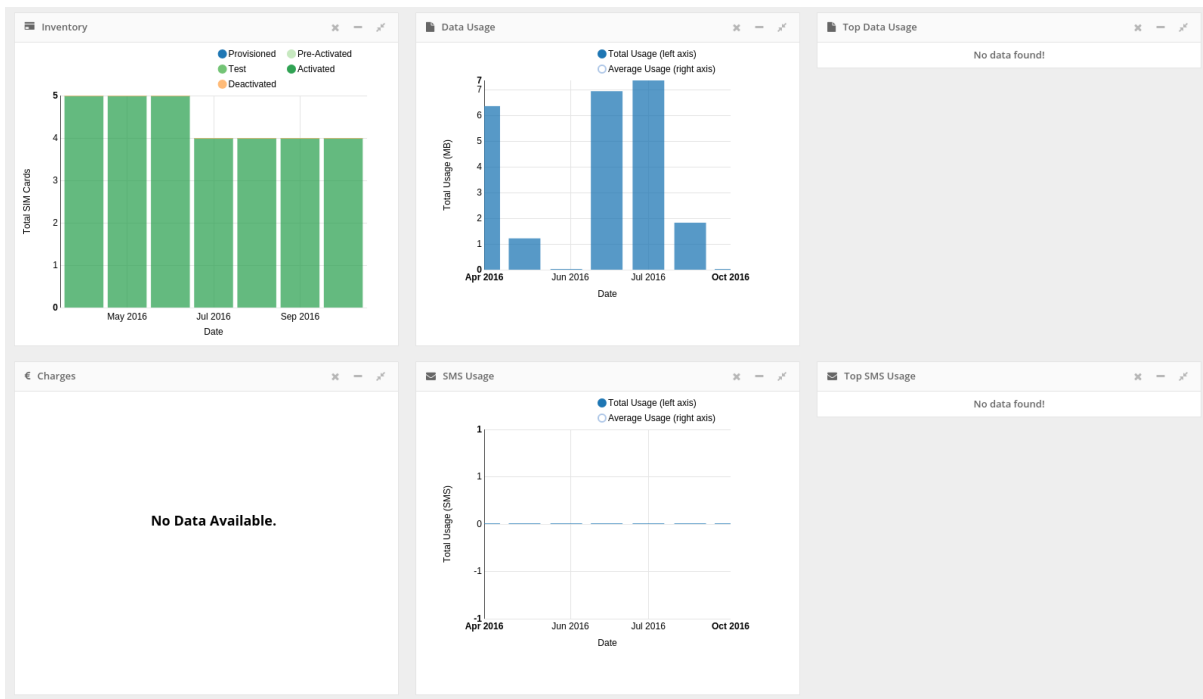 Inventory
Provisioned Pre-Activated
Test Activated
Deactivated
5
4
3
2
1
0
Total SIM Cards
May 2016 Jul 2016 Sep 2016
Date
Data Usage
Total Usage (left axis)
Average Usage (right axis)
7
7
6
5
4
3
2
1
0
Total Usage (MB)
Apr 2016 Jun 2016 Jul 2016 Oct 2016
Date
Top Data Usage
No data found!
€ Charges
No Data Available.
SMS Usage
Total Usage (left axis)
Average Usage (right axis)
1
1
0
-1
-1
Total Usage (SMS)
Apr 2016 Jun 2016 Jul 2016 Oct 2016
Date
Top SMS Usage
No data found!